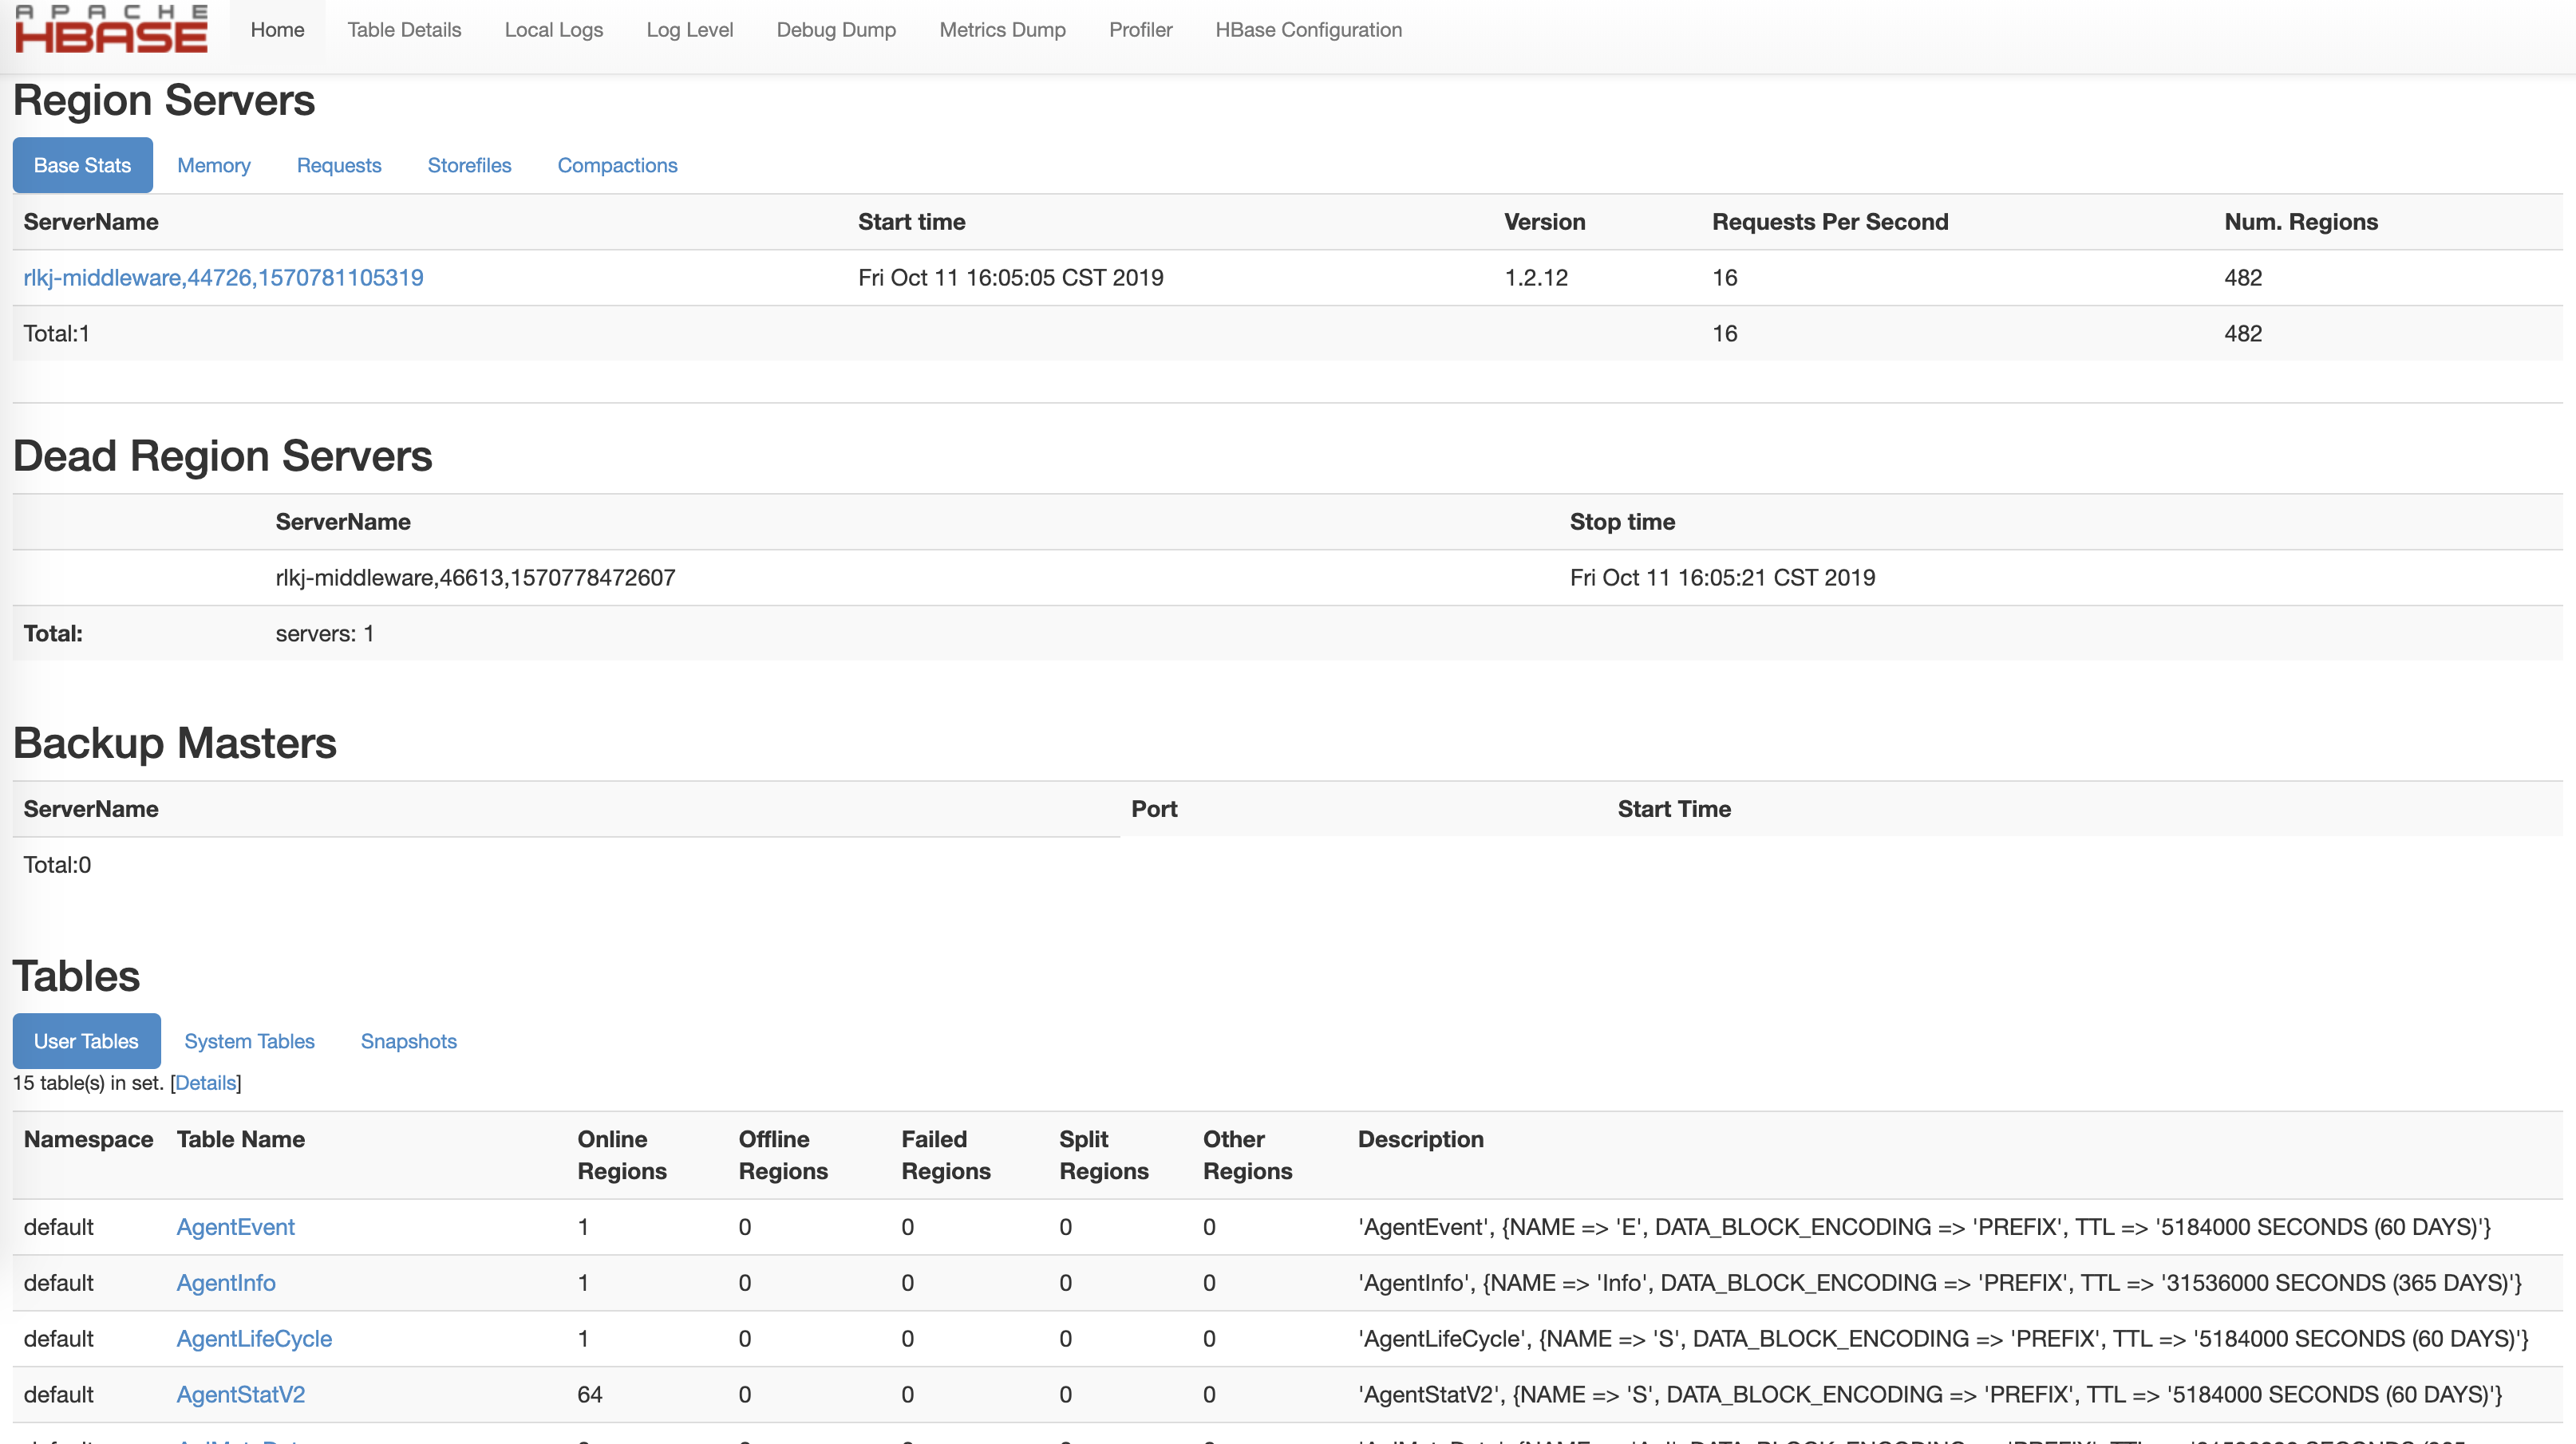 APACHE
HBASE
Home Table Details Local Logs Log Level Debug Dump Metrics Dump Profiler HBase Configuration
Region Servers
Base Stats Memory Requests Storefiles Compactions
ServerName Start time Version Requests Per Second Num. Regions
rlkj-middleware,44726,1570781105319 Fri Oct 11 16:05:05 CST 2019 1.2.12 16 482
Total:1 16 482
Dead Region Servers
ServerName Stop time
rlkj-middleware,46613,1570778472607 Fri Oct 11 16:05:21 CST 2019
Total: servers: 1
Backup Masters
ServerName Port Start Time
Total:0
Tables
User Tables System Tables Snapshots
15 table(s) in set. [Details]
Namespace Table Name Online Regions Offline Regions Failed Regions Split Regions Other Regions Description
default AgentEvent 1 0 0 0 0 'AgentEvent', {NAME => 'E', DATA_BLOCK_ENCODING => 'PREFIX', TTL => '5184000 SECONDS (60 DAYS)'}
default AgentInfo 1 0 0 0 0 'AgentInfo', {NAME => 'Info', DATA_BLOCK_ENCODING => 'PREFIX', TTL => '31536000 SECONDS (365 DAYS)'}
default AgentLifeCycle 1 0 0 0 0 'AgentLifeCycle', {NAME => 'S', DATA_BLOCK_ENCODING => 'PREFIX', TTL => '5184000 SECONDS (60 DAYS)'}
default AgentStatV2 64 0 0 0 0 'AgentStatV2', {NAME => 'S', DATA_BLOCK_ENCODING => 'PREFIX', TTL => '5184000 SECONDS (60 DAYS)'}